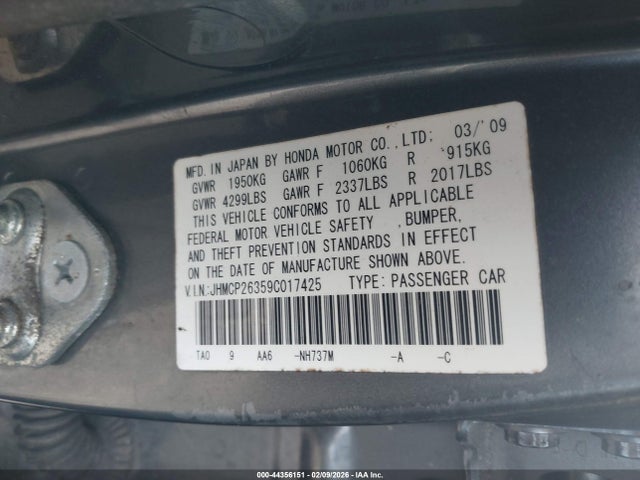 MFD. IN JAPAN BY HONDA MOTOR CO.,LTD: 03/'09
GVWR 1950KG GAWR F 1060KG R '915KG
GVWR 4299LBS GAWR F 2337LBS R 2017LBS
THIS VEHICLE CONFORMS TO ALL APPLICABLE
FEDERAL MOTOR VEHICLE SAFETY ,BUMPER,
AND THEFT PREVENTION STANDARDS IN EFFECT
ON THE DATE OF MANUFACTURE SHOWN ABOVE.
V.I.N.:JHMCP26359C017425 TYPE: PASSENGER CAR
TA0 9 AA6 -NH737M -A -C
000-44356151 - 02/09/2026 - IAA Inc.